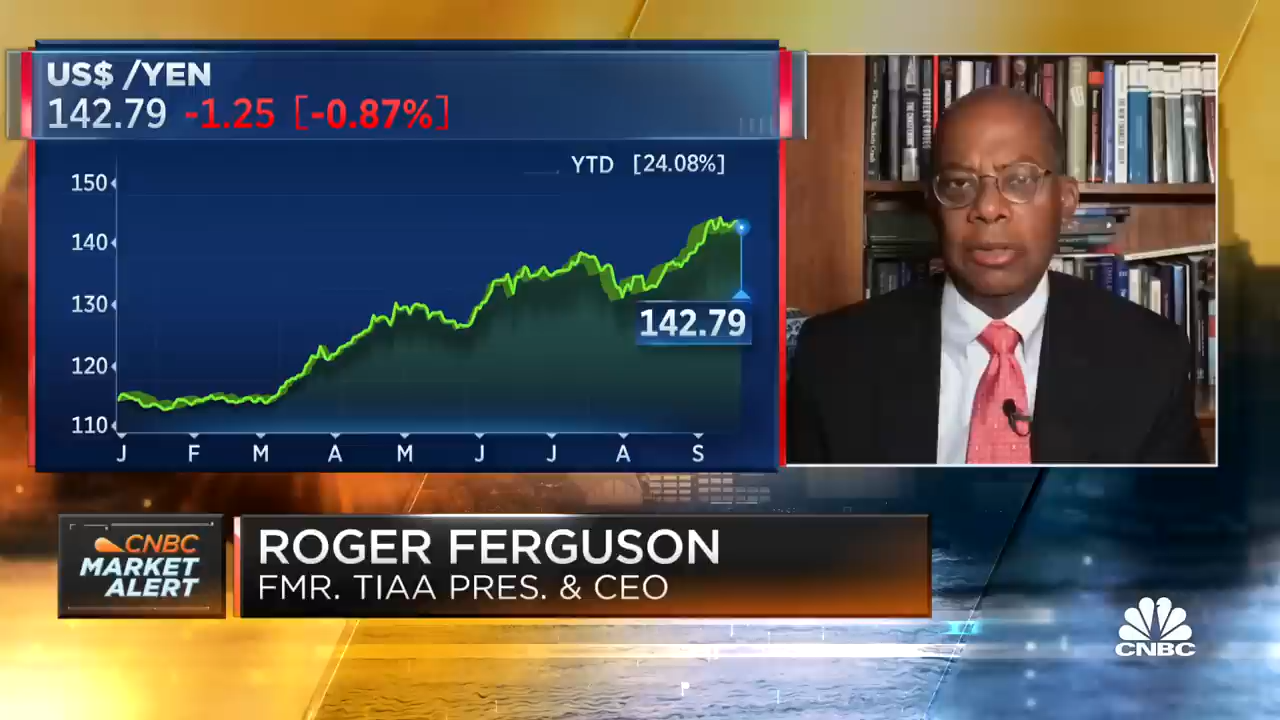 US$ /YEN
142.79 -1.25 [-0.87%]
YTD [24.08%]
150
140
130
120
110
142.79
J F M A M J J A S
CNBC
MARKET
ALERT
ROGER FERGUSON
FMR. TIAA PRES. & CEO
CNBC